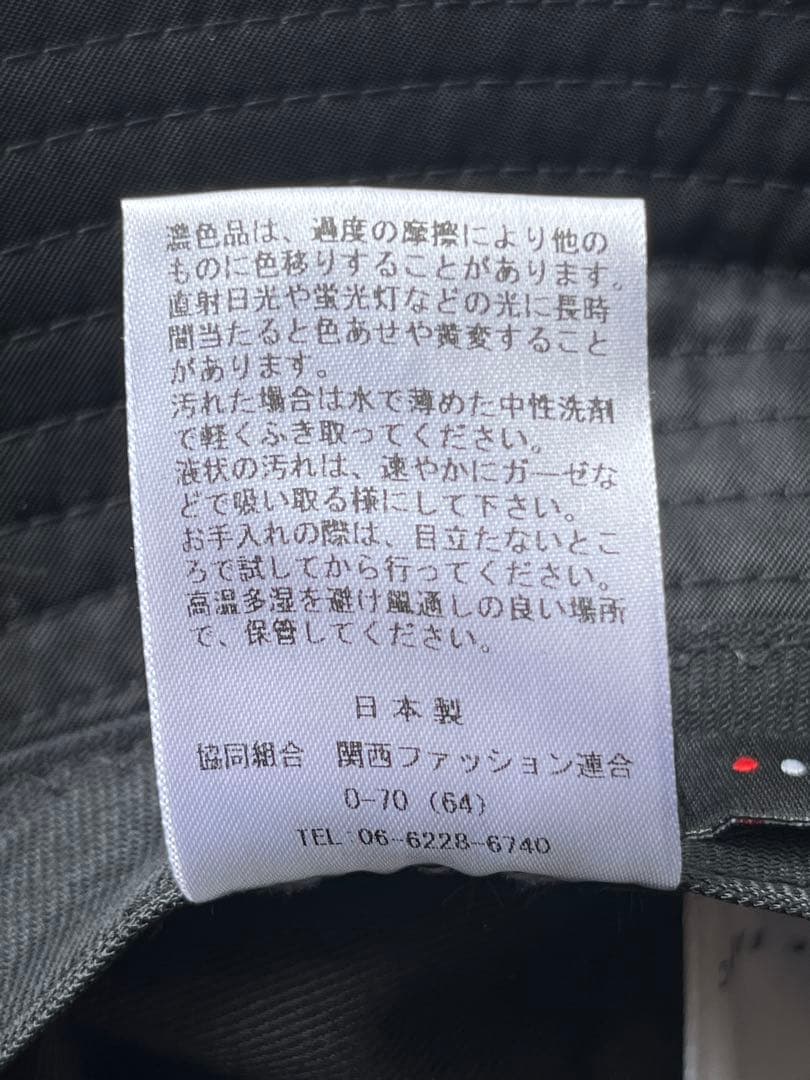 濃色品は、過度の摩擦により他の
ものに色移りすることがあります。
直射日光や蛍光灯などの光に長時
間当たると色あせや黄変すること
があります。
汚れた場合は水で薄めた中性洗剤
で軽くふき取ってください。
液状の汚れは、速やかにガーゼな
どで吸い取る様にして下さい。
お手入れの際は、目立たないとこ
ろで試してから行ってください。
高温多湿を避け風通しの良い場所
で、保管してください。
日本製
協同組合 関西ファッション連合
0-70 (64)
TEL:06-6228-6740